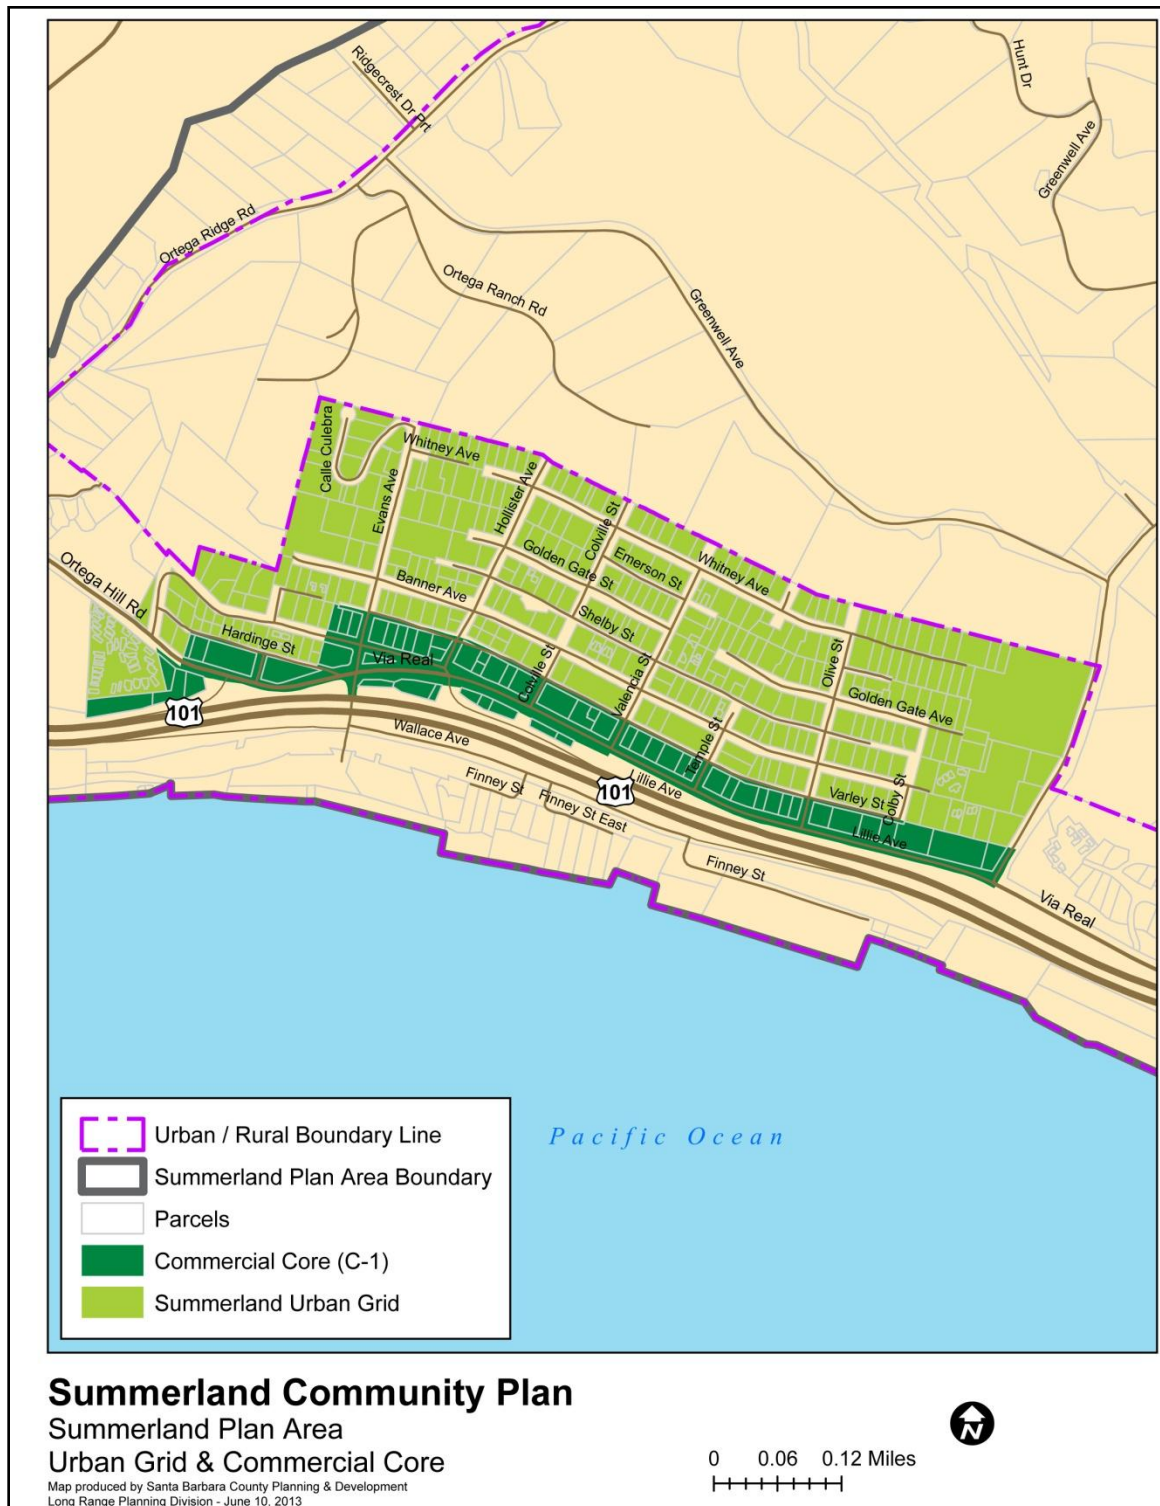 Hunt Dr
Ridgecrest Dr Prt
Greenwell Ave
Ortega Ridge Rd
Ortega Ranch Rd
Greenwell Ave
Calle Culebra
Whitney Ave
Evans Ave
Hollister Ave
Colville St
Golden Gate St
Emerson St
Whitney Ave
Ortega Hill Rd
Banner Ave
Shelby St
Hardinge St
Via Real
Colville St
Valencia St
Olive St
Golden Gate Ave
101
Wallace Ave
Temple St
Finney St
Lillie Ave
101
Finney St East
Varley St
Colby St
Lillie Ave
Finney St
Via Real
Pacific Ocean
Urban / Rural Boundary Line
Summerland Plan Area Boundary
Parcels
Commercial Core (C-1)
Summerland Urban Grid
Summerland Community Plan
Summerland Plan Area
Urban Grid & Commercial Core
Map produced by Santa Barbara County Planning & Development
Long Range Planning Division - June 10, 2013
N
0 0.06 0.12 Miles